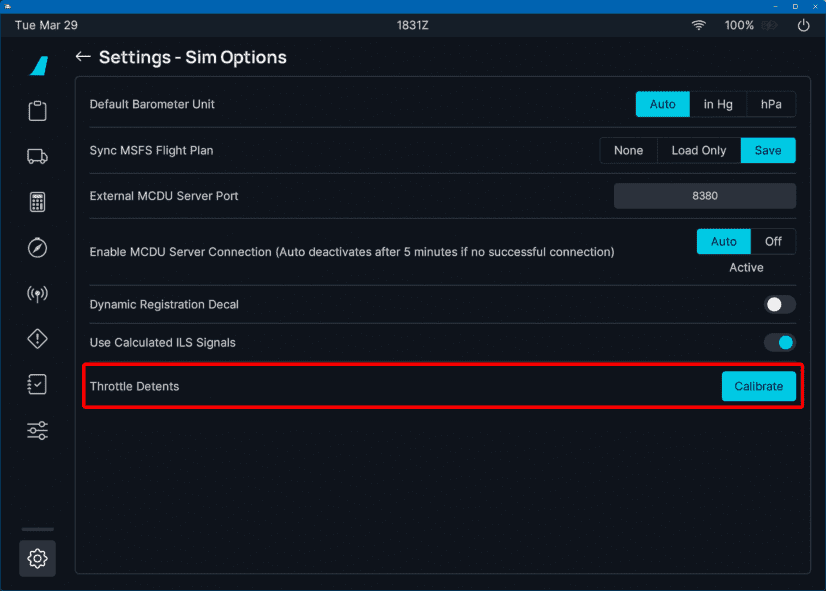 Tue Mar 29 1831Z 100%
Settings - Sim Options
Default Barometer Unit Auto in Hg hPa
Sync MSFS Flight Plan None Load Only Save
External MCDU Server Port 8380
Enable MCDU Server Connection (Auto deactivates after 5 minutes if no successful connection) Auto Off
Active
Dynamic Registration Decal
Use Calculated ILS Signals
Throttle Detents Calibrate